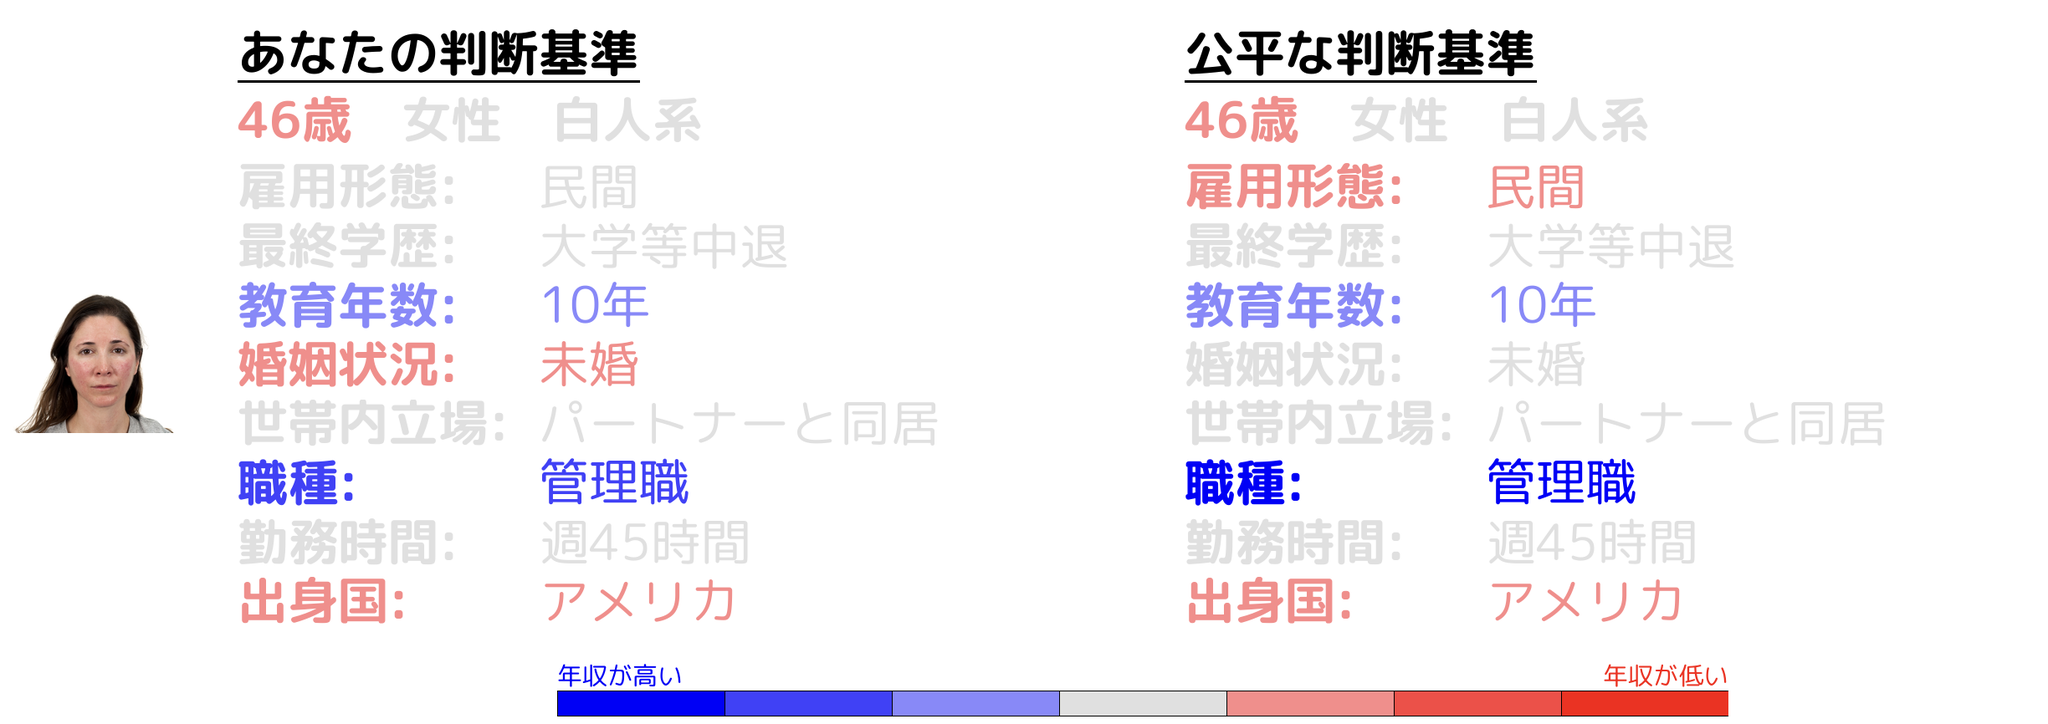 あなたの判断基準
46歳 女性 白人系
雇用形態: 民間
最終学歴: 大学等中退
教育年数: 10年
婚姻状況: 未婚
世帯内立場: パートナーと同居
職種: 管理職
勤務時間: 週45時間
出身国: アメリカ
公平な判断基準
46歳 女性 白人系
雇用形態: 民間
最終学歴: 大学等中退
教育年数: 10年
婚姻状況: 未婚
世帯内立場: パートナーと同居
職種: 管理職
勤務時間: 週45時間
出身国: アメリカ
年収が高い
年収が低い